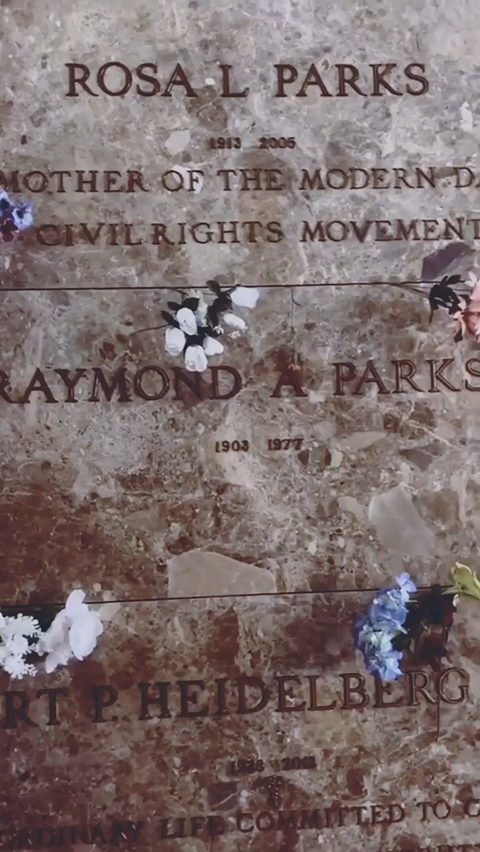 ROSA L PARKS
1913 2005
MOTHER OF THE MODERN DA
CIVIL RIGHTS MOVEMENT
RAYMOND A PARKS
1903 1977
RT P. HEIDELBERG
ORDINARY LIFE COMMITTED TO G